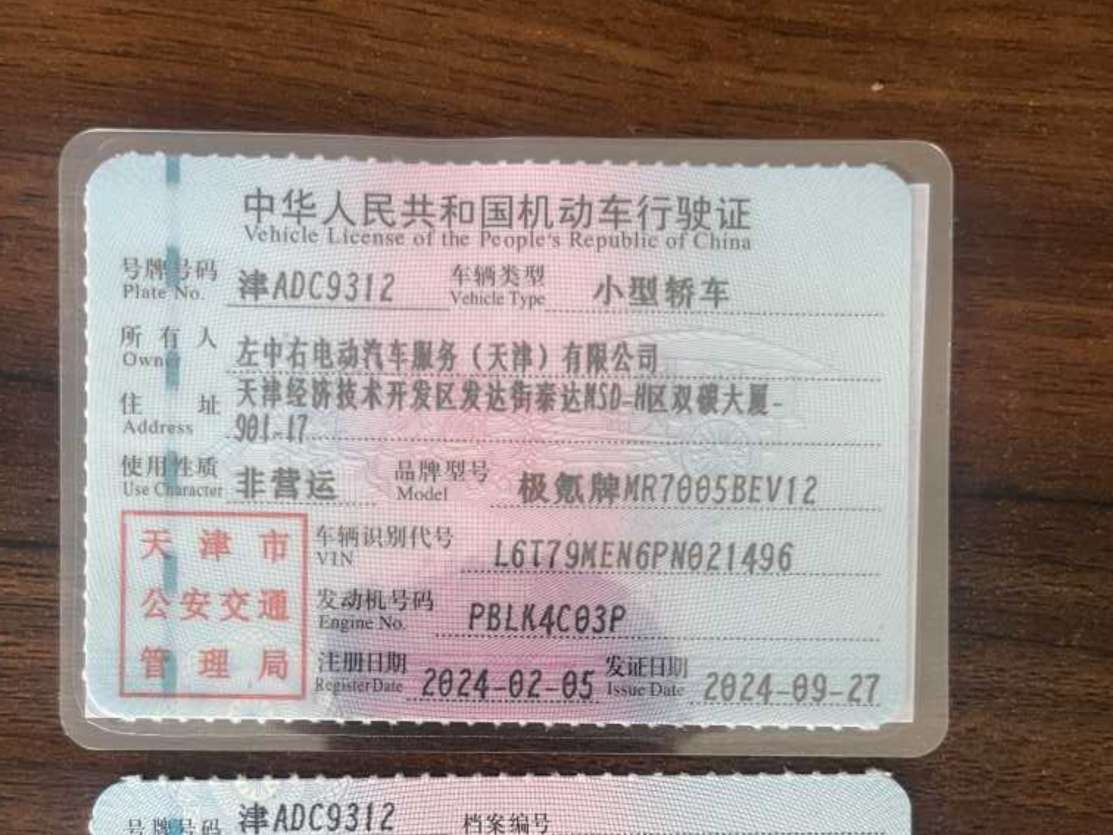 中华人民共和国机动车行驶证
Vehicle License of the People's Republic of China
号牌号码 津ADC9312 车辆类型 小型轿车
Plate No. Vehicle Type
所有人 左中右电动汽车服务（天津）有限公司
Owner
住址 天津经济技术开发区发达街泰达MSD-H区双碳大厦-
Address 901-17
使用性质 非营运 品牌型号 极氪牌MR7005BEV12
Use Character Model
天津市
公安交通
管理局
车辆识别代号 L6T79MEN6PN021496
VIN
发动机号码 PBLK4C03P
Engine No.
注册日期 2024-02-05 发证日期 2024-09-27
Register Date Issue Date
号牌号码 津ADC9312 档案编号